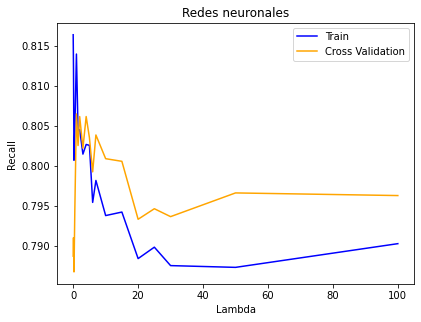 Redes neuronales
Train
Cross Validation
Recall
0.815
0.810
0.805
0.800
0.795
0.790
0
20
40
60
80
100
Lambda